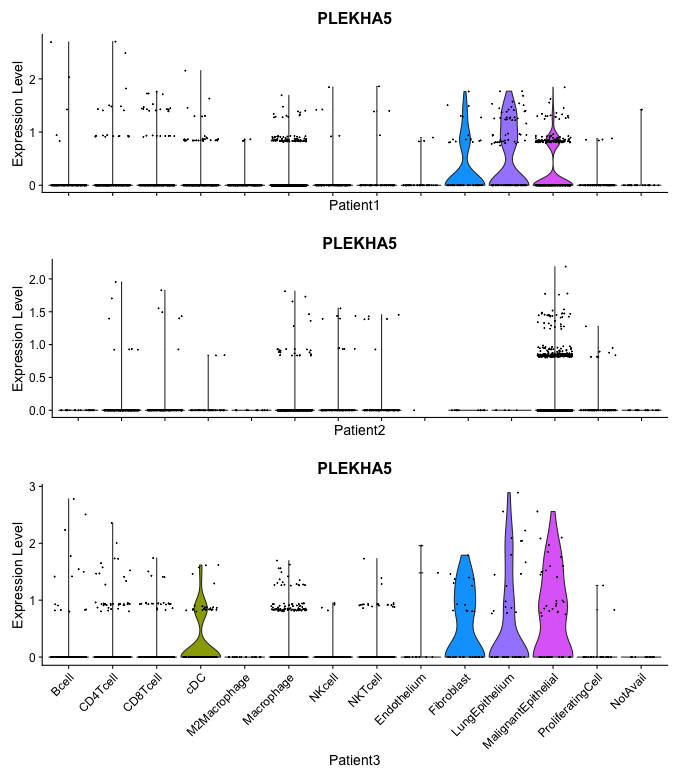 PLEKHA5
Expression Level
2
1
0
Patient1
PLEKHA5
Expression Level
2.0
1.5
1.0
0.5
0.0
Patient2
PLEKHA5
Expression Level
3
2
1
0
Bcell
CD4Tcell
CD8Tcell
cDC
M2Macrophage
Macrophage
NKcell
NKTcell
Endothelium
Fibroblast
LungEpithelium
MalignantEpithelial
ProliferatingCell
NotAvail
Patient3